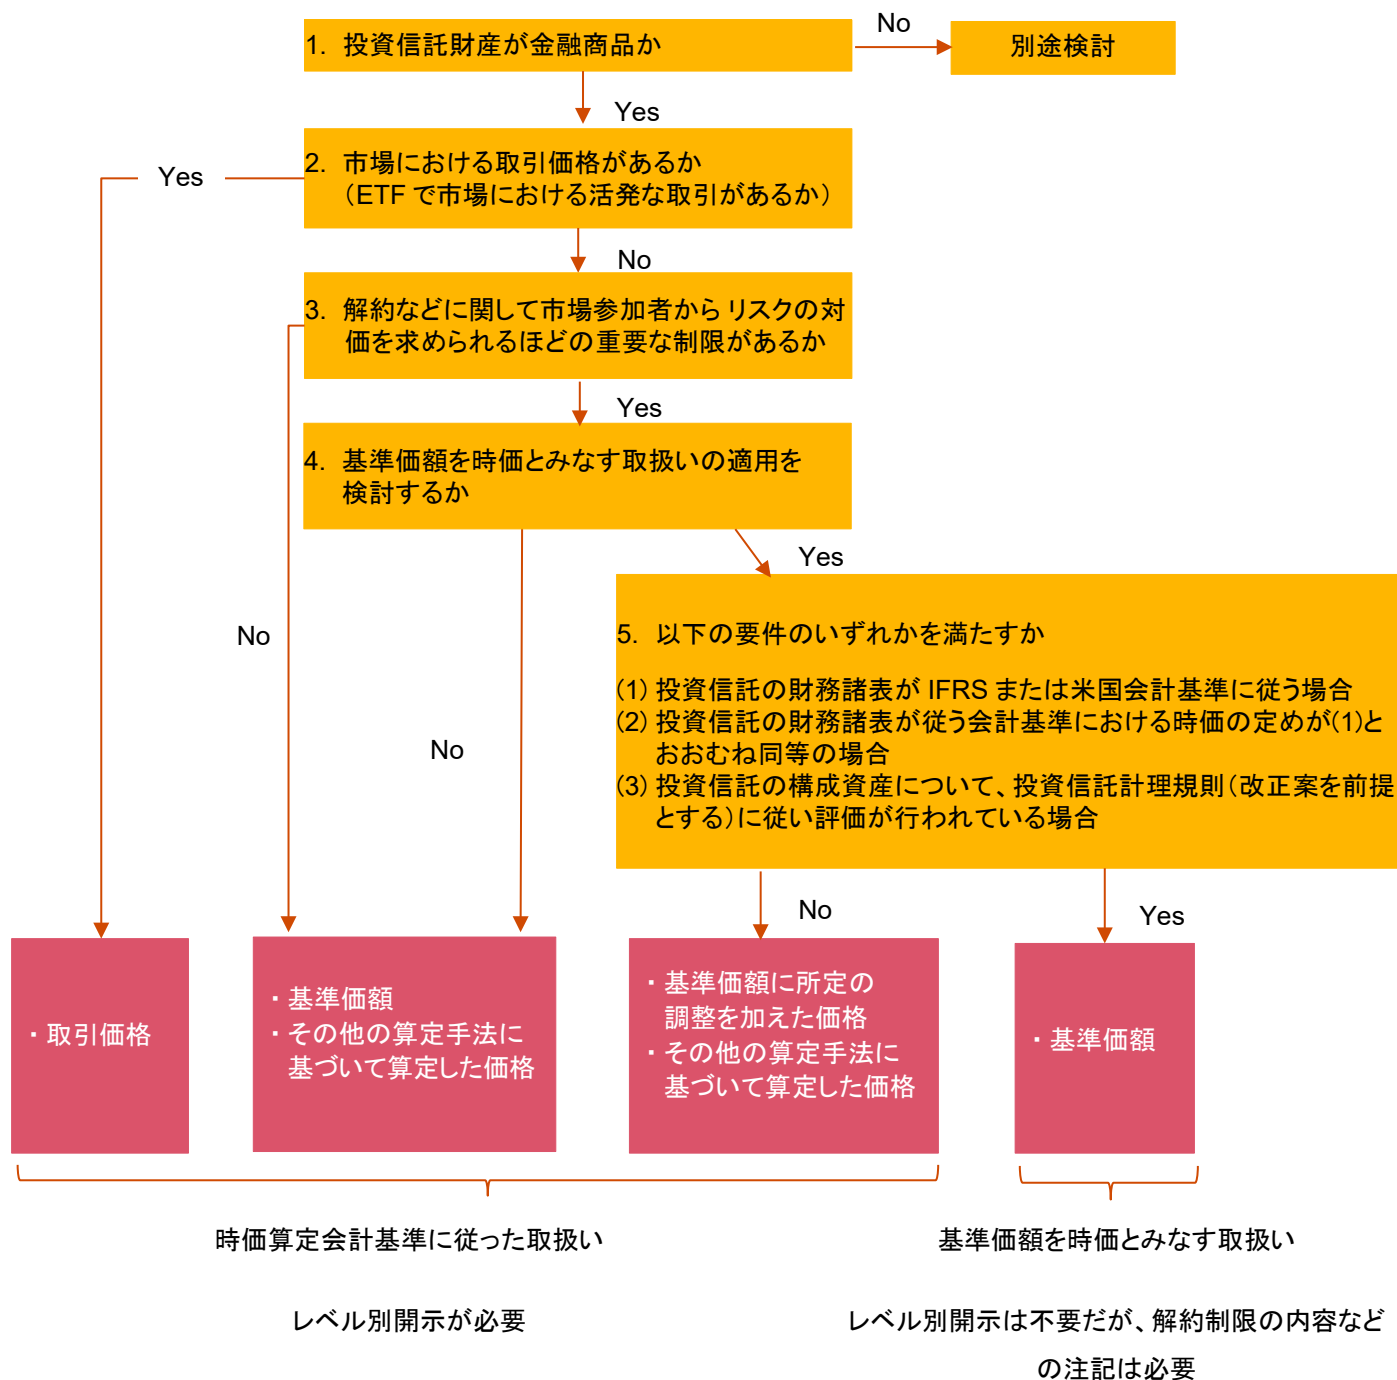 1. 投資信託財産が金融商品か
No
別途検討
Yes
2. 市場における取引価格があるか
（ETF で市場における活発な取引があるか）
Yes
No
3. 解約などに関して市場参加者から リスクの対
価を求められるほどの重要な制限があるか
Yes
4. 基準価額を時価とみなす取扱いの適用を
検討するか
Yes
No
No
5. 以下の要件のいずれかを満たすか
(1) 投資信託の財務諸表が IFRS または米国会計基準に従う場合
(2) 投資信託の財務諸表が従う会計基準における時価の定めが(1)と
おおむね同等の場合
(3) 投資信託の構成資産について、投資信託計理規則（改正案を前提
とする）に従い評価が行われている場合
No
Yes
・取引価格
・基準価額
・その他の算定手法に
基づいて算定した価格
・基準価額に所定の
調整を加えた価格
・その他の算定手法に
基づいて算定した価格
・基準価額
時価算定会計基準に従った取扱い
レベル別開示が必要
基準価額を時価とみなす取扱い
レベル別開示は不要だが、解約制限の内容など
の注記は必要